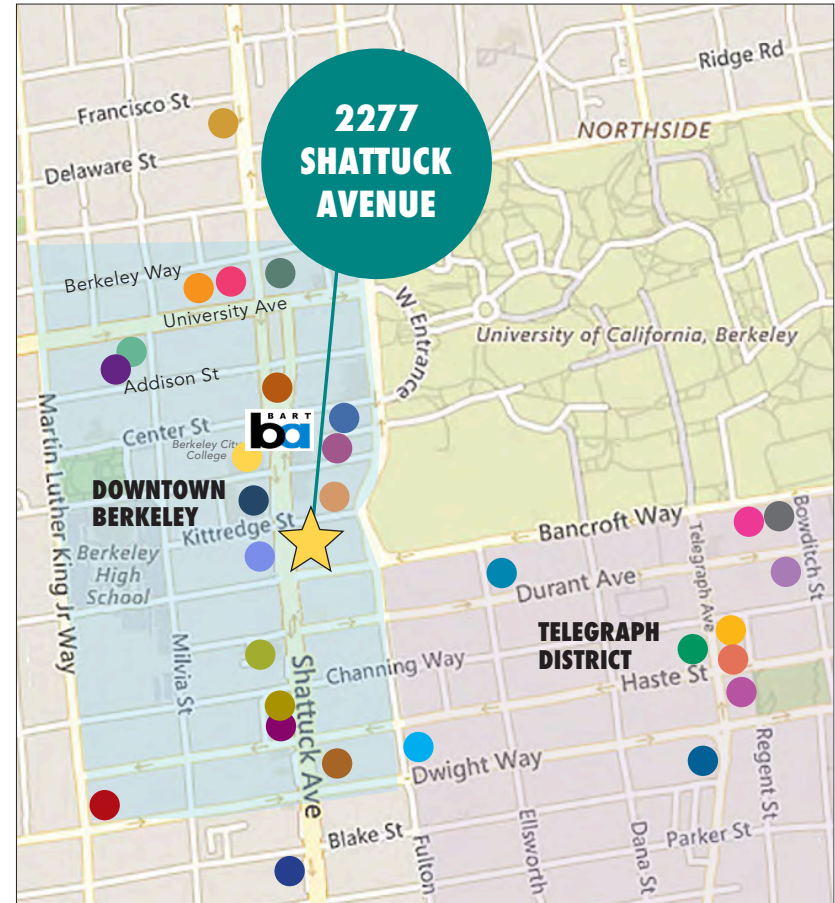 Ridge Rd
Francisco St
2277
SHATTUCK
AVENUE
NORTHSIDE
Delaware St
Berkeley Way
University Ave
W Entrance
University of California, Berkeley
Addison St
Martin Luther King Jr Way
BART
ba
Center St
Berkeley City
College
DOWNTOWN
BERKELEY
Kittredge St
Bancroft Way
Bowditch St
Telegraph Ave
Berkeley
High
School
Durant Ave
TELEGRAPH
DISTRICT
Milvia St
Shattuck Ave
Channing Way
Haste St
Dwight Way
Regent St
Blake St
Fulton
Ellsworth
Dana St
Parker St